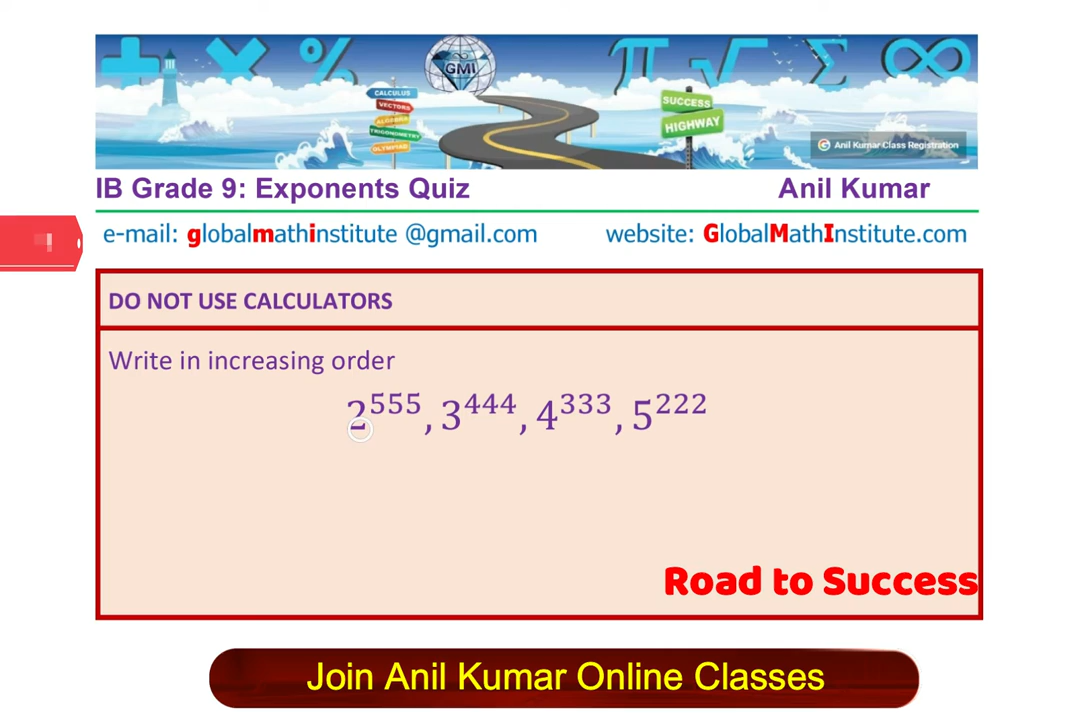 GMI
CALCULUS
VECTORS
ALGEBRA
TRIGONOMETRY
OLYMPIAD
SUCCESS
HIGHWAY
Anil Kumar Class Registration
IB Grade 9: Exponents Quiz Anil Kumar
e-mail: globalmathinstitute @gmail.com website: GlobalMathInstitute.com
1
DO NOT USE CALCULATORS
Write in increasing order
2⁵⁵⁵, 3⁴⁴⁴, 4³³³, 5²²²
Road to Success
Join Anil Kumar Online Classes